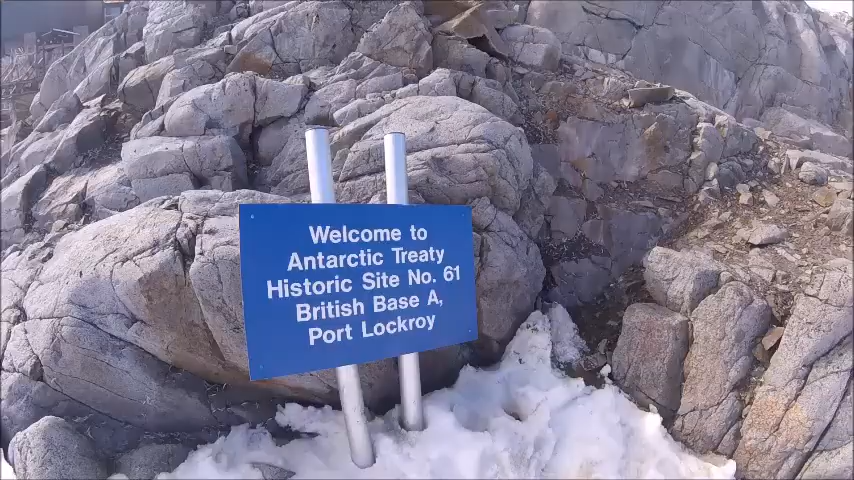 Welcome to
Antarctic Treaty
Historic Site No. 61
British Base A,
Port Lockroy